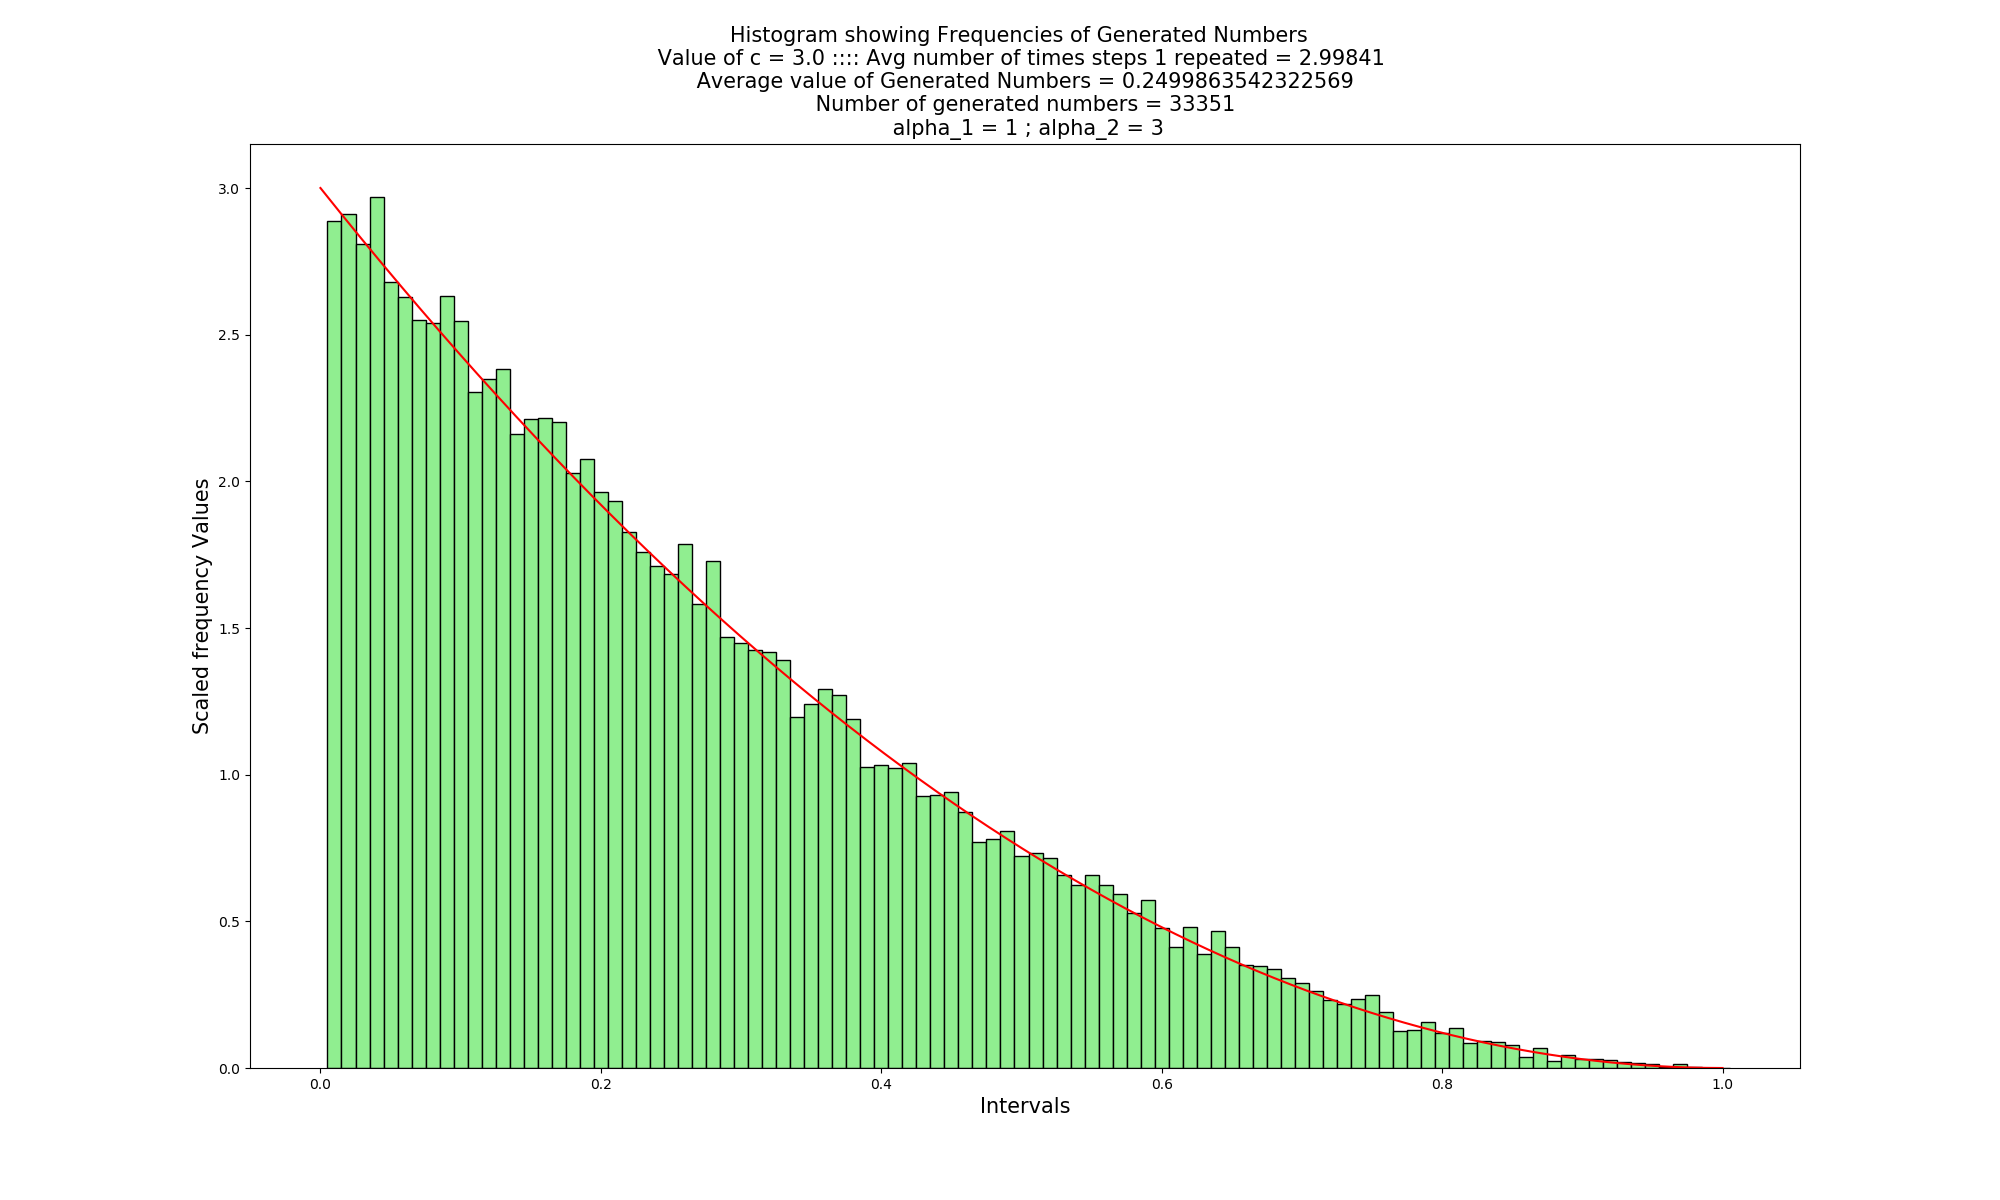 Histogram showing Frequencies of Generated Numbers
Value of c = 3.0 :::: Avg number of times steps 1 repeated = 2.99841
Average value of Generated Numbers = 0.2499863542322569
Number of generated numbers = 33351
alpha_1 = 1 ; alpha_2 = 3
3.0
2.5
2.0
1.5
1.0
0.5
0.0
Scaled frequency Values
0.0 0.2 0.4 0.6 0.8 1.0
Intervals